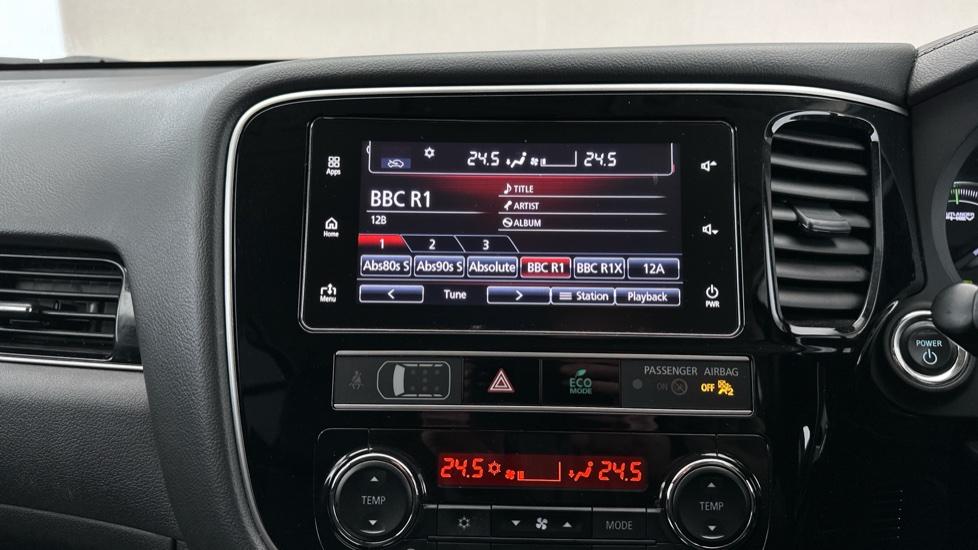 Apps
24.5 24.5
BBC R1
TITLE
12B
ARTIST
ALBUM
Home
1 2 3
Abs80s S Abs90s S Absolute BBC R1 BBC R1X 12A
Menu
< Tune > Station Playback
PWR
POWER
ECO
MODE
PASSENGER AIRBAG
ON OFF 2
24.5 24.5
TEMP
TEMP
MODE